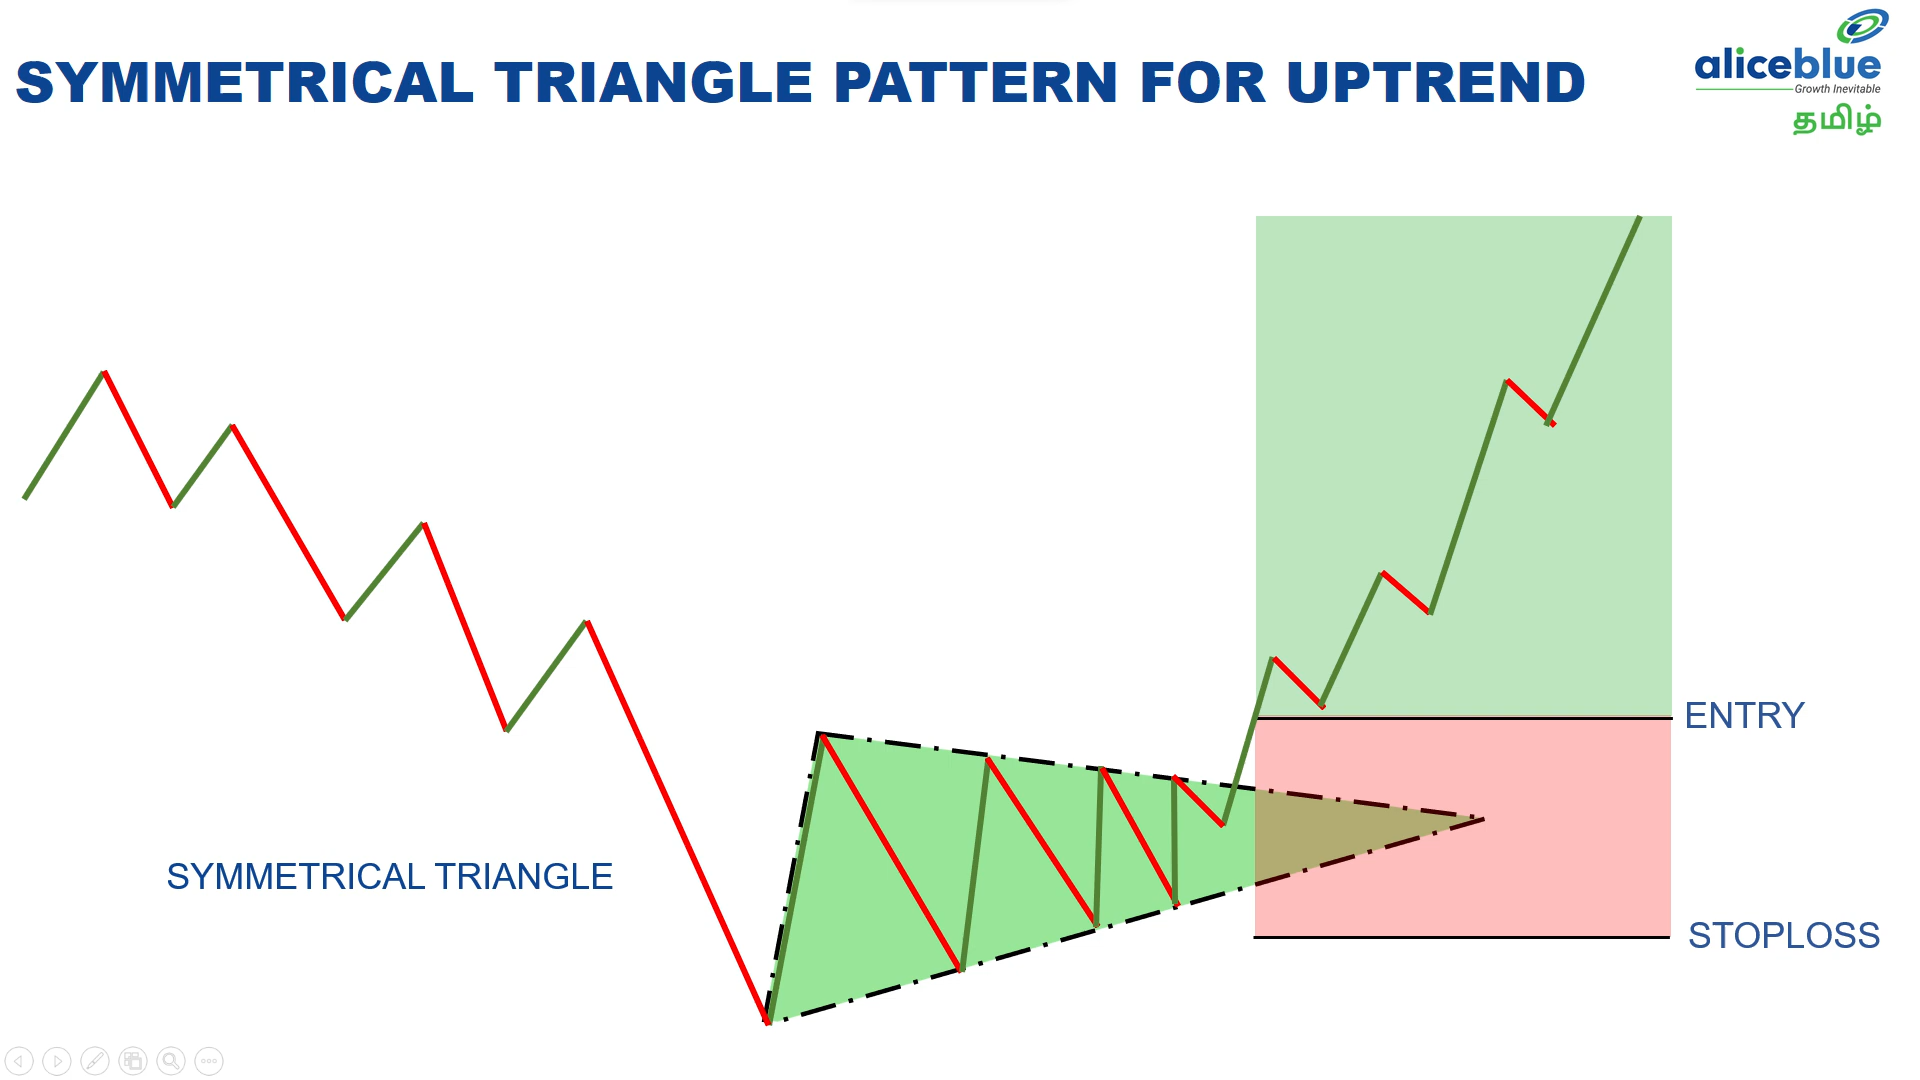 SYMMETRICAL TRIANGLE PATTERN FOR UPTREND
aliceblue
Growth Inevitable
தமிழ்
ENTRY
SYMMETRICAL TRIANGLE
STOPLOSS